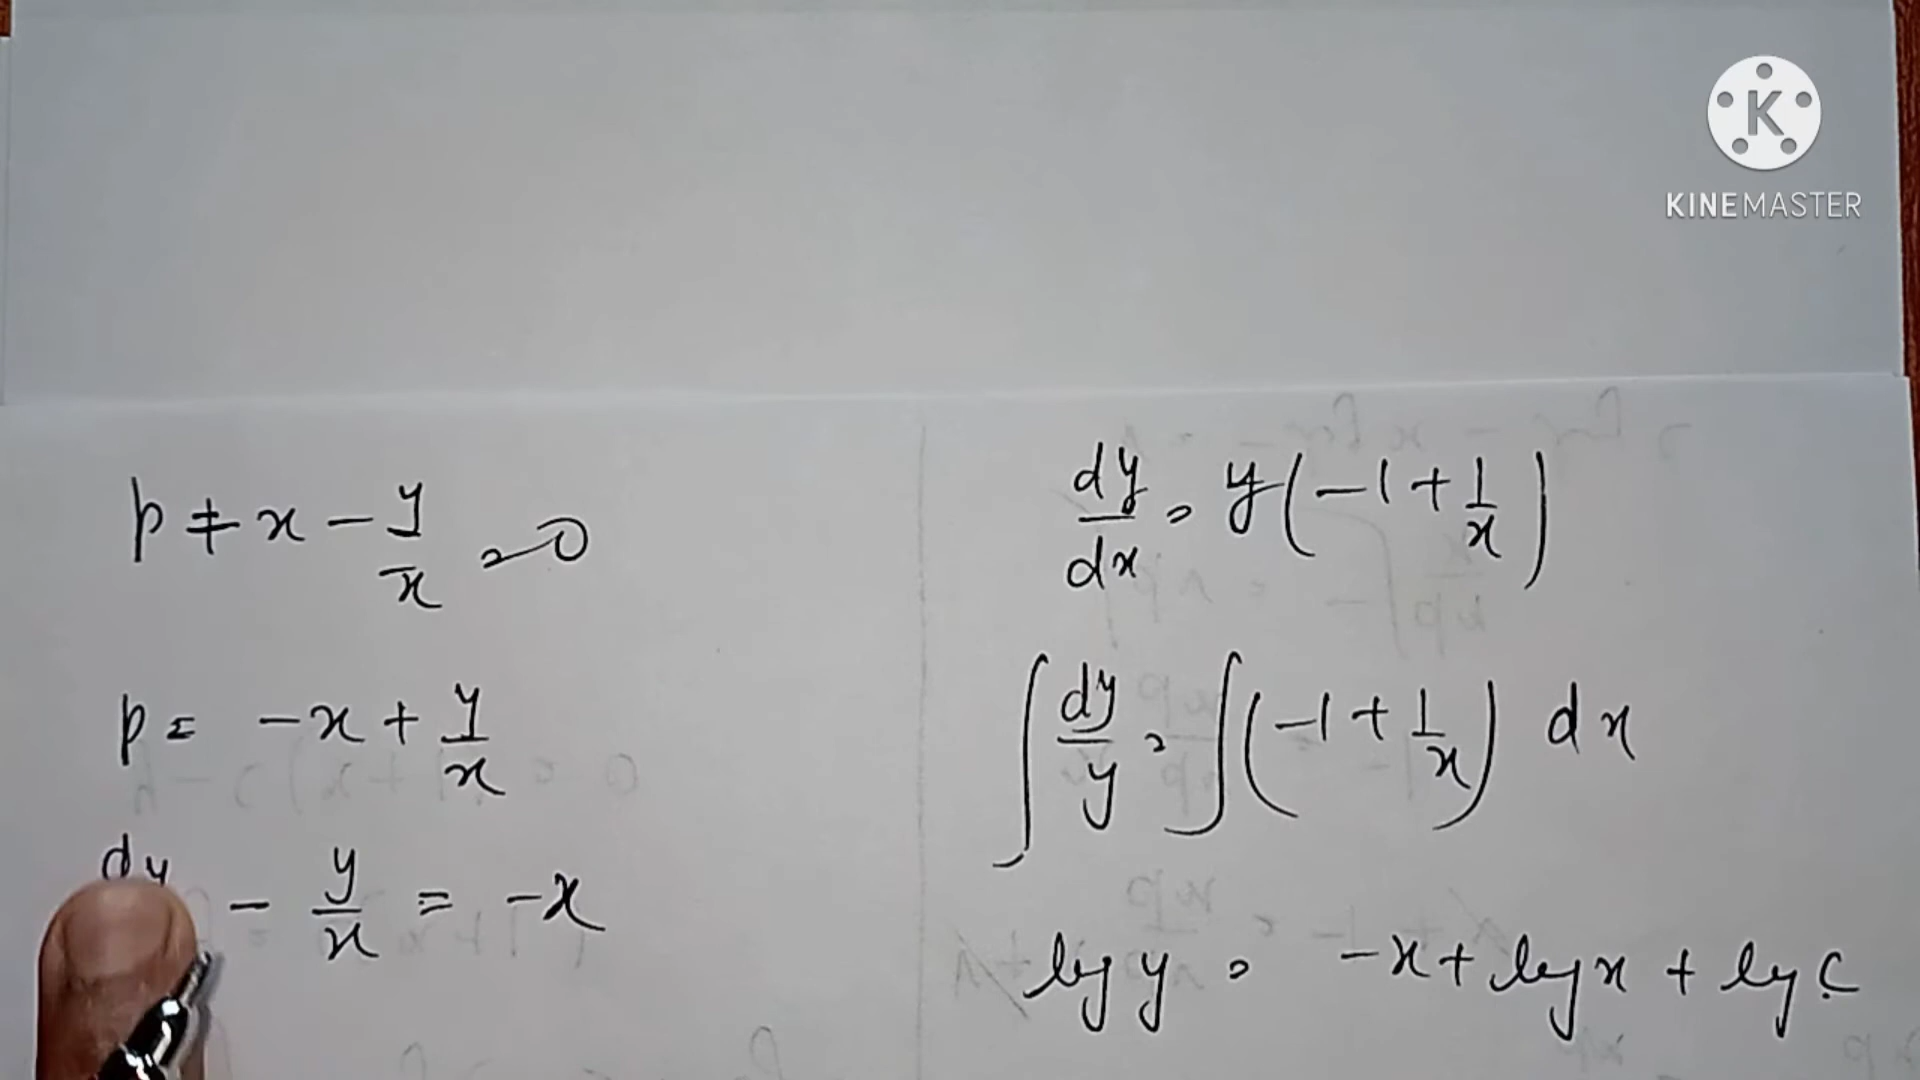 K
KINEMASTER
p + x - y/x = 0
p = -x + y/x
dy - y/x = -x
dy/dx = y(-1 + 1/x)
∫ dy/y = ∫ (-1 + 1/x) dx
log y = -x + log x + log C